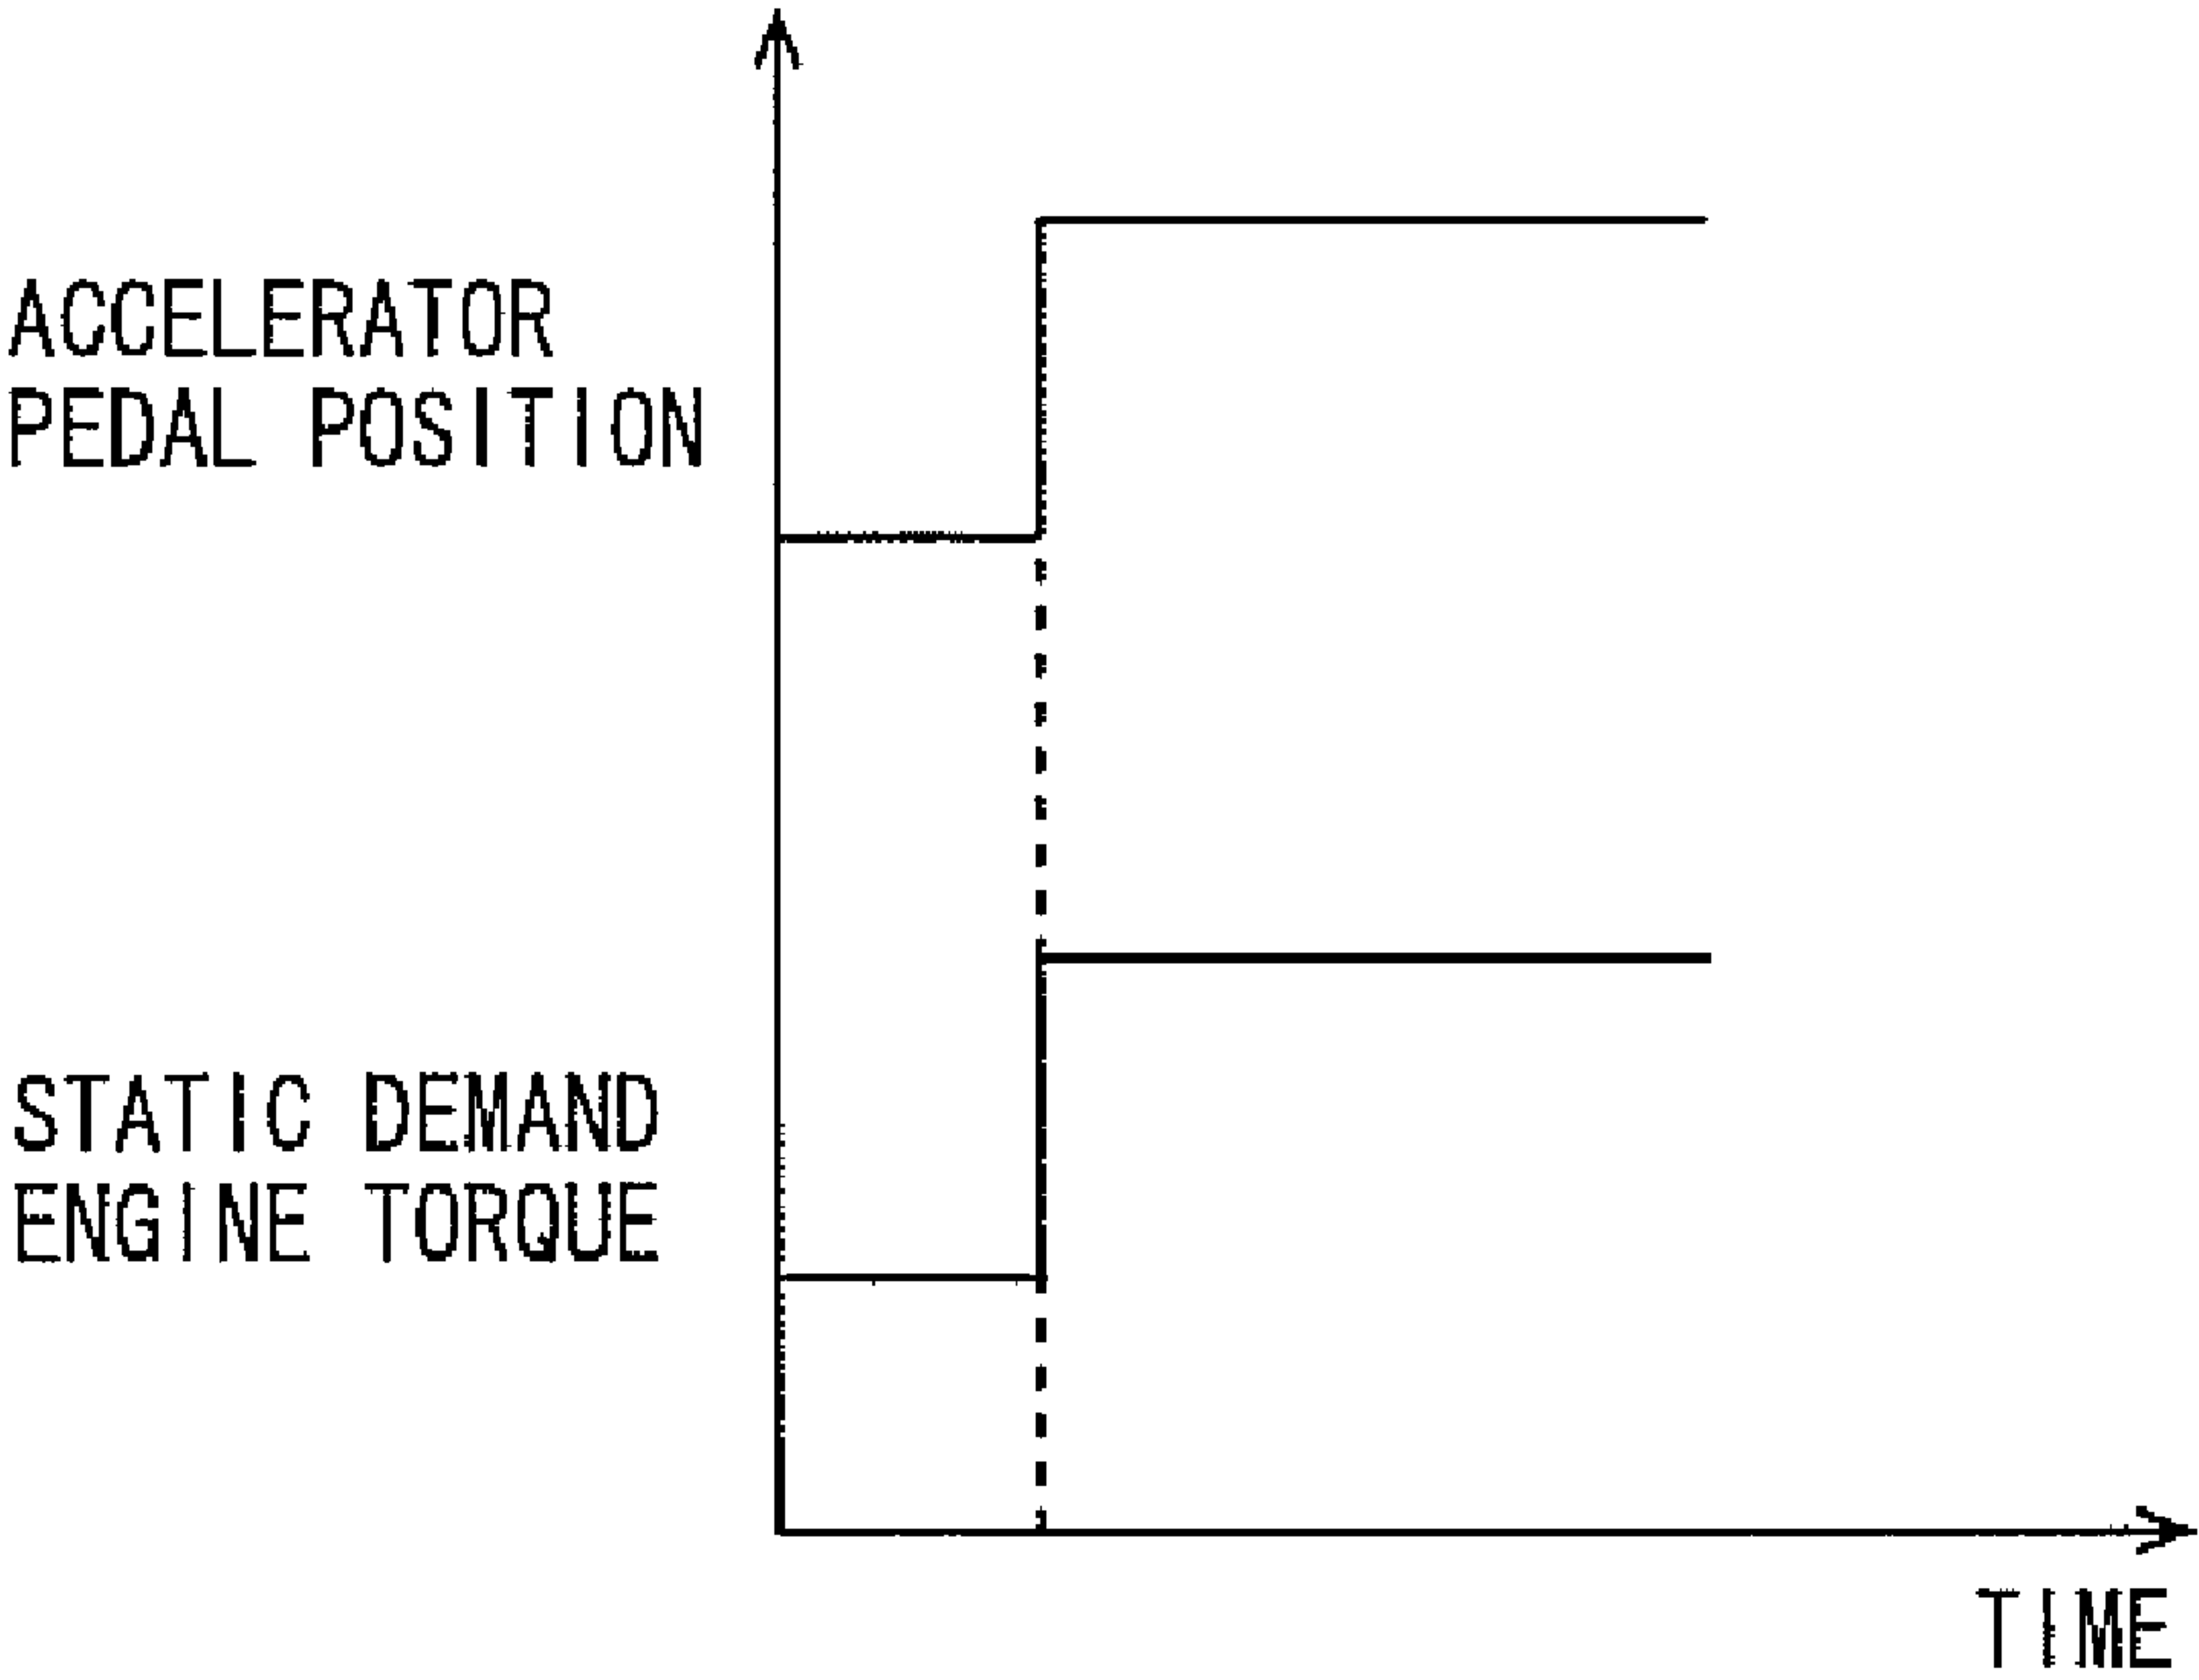 ACCELERATOR
PEDAL POSITION
STATIC DEMAND
ENGINE TORQUE
TIME